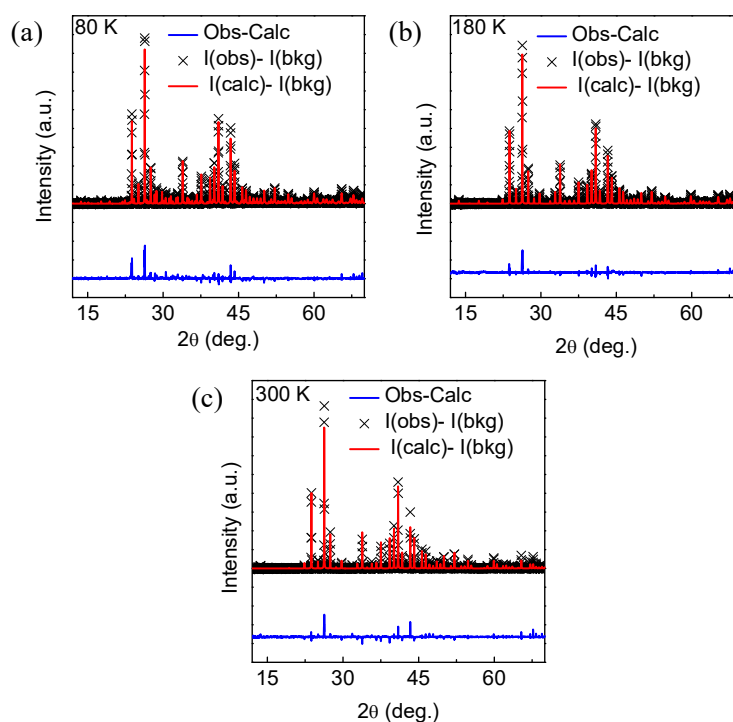 (a)
80 K
Obs-Calc
I(obs)- I(bkg)
I(calc)- I(bkg)
Intensity (a.u.)
15 30 45 60
2θ (deg.)
(b)
180 K
Obs-Calc
I(obs)- I(bkg)
I(calc)- I(bkg)
Intensity (a.u.)
15 30 45 60
2θ (deg.)
(c)
300 K
Obs-Calc
I(obs)- I(bkg)
I(calc)- I(bkg)
Intensity (a.u.)
15 30 45 60
2θ (deg.)